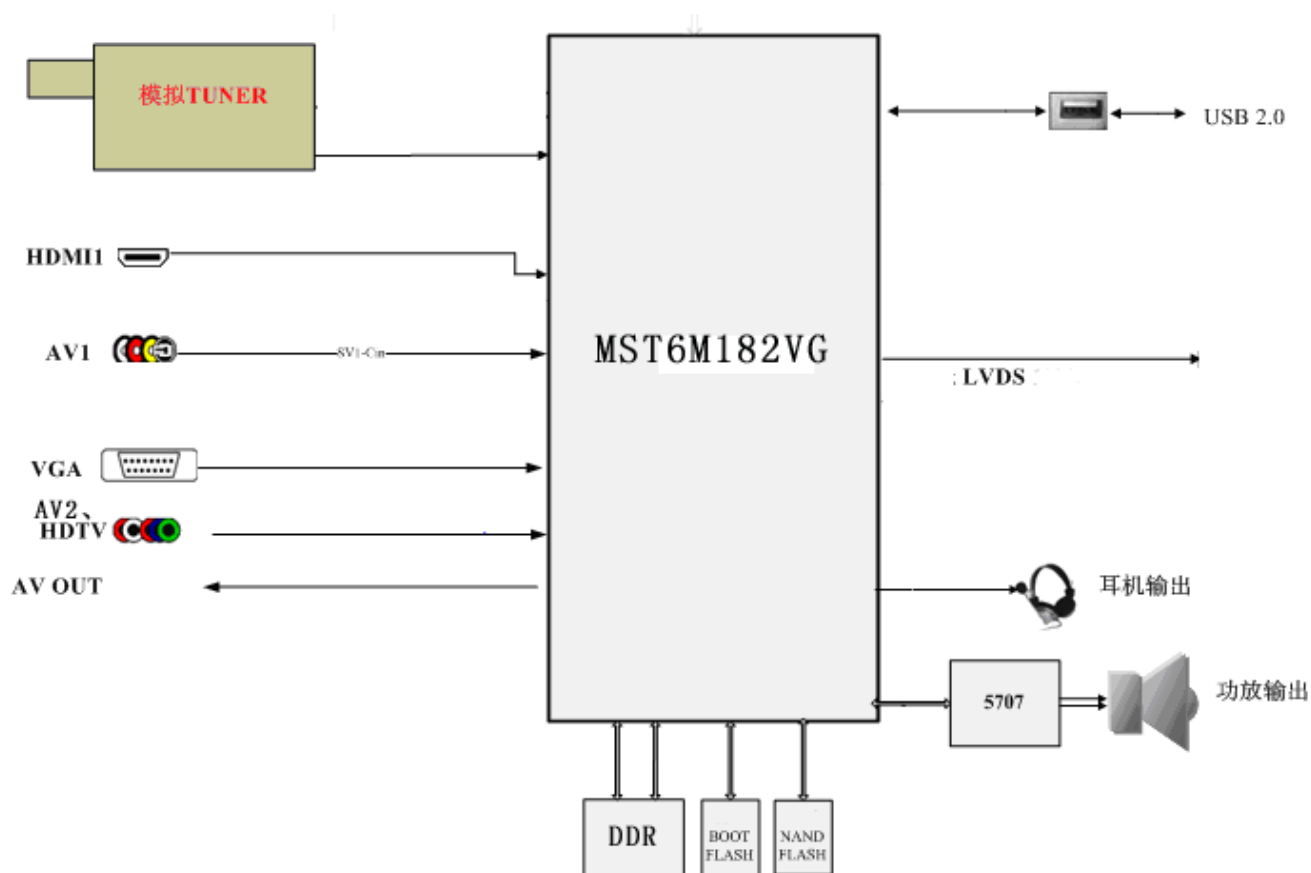 模拟TUNER
USB 2.0
HDMI1
AV1
SV1-Cin
MST6M182VG
LVDS
VGA
AV2、
HDTV
AV OUT
耳机输出
5707
功放输出
DDR
BOOT
FLASH
NAND
FLASH